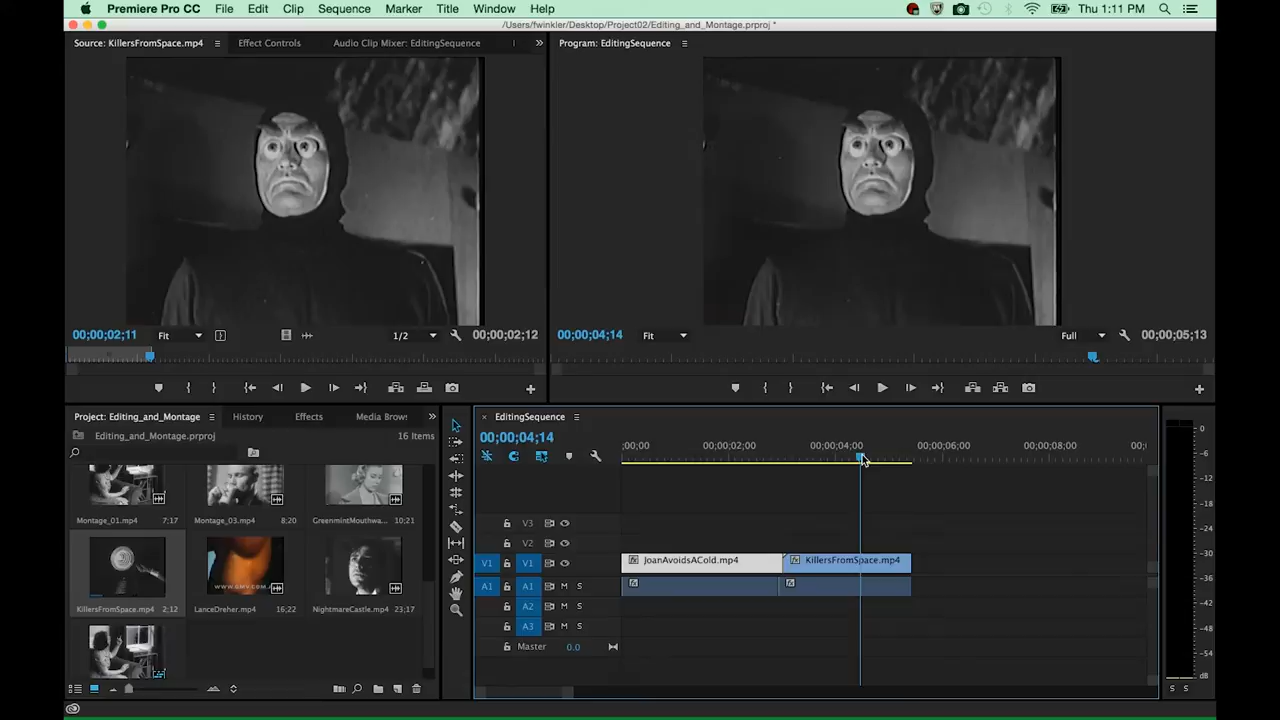 Premiere Pro CC File Edit Clip Sequence Marker Title Window Help Thu 1:11 PM
/Users/fwinkler/Desktop/Project02/Editing_and_Montage.prproj *
Source: KillersFromSpace.mp4 Effect Controls Audio Clip Mixer: EditingSequence »
Program: EditingSequence
00;00;02;11 Fit 1/2 00;00;02;12
00;00;04;14 Fit Full 00;00;05;13
Project: Editing_and_Montage History Effects Media Brows »
Editing_and_Montage.prproj 16 Items
Montage_01.mp4 7;17 Montage_03.mp4 8;20 GreenmintMouthwa... 10;21
WWW.GMV.COM
KillersFromSpace.mp4 2;12 LanceDreher.mp4 16;22 NightmareCastle.mp4 23;17
× EditingSequence
00;00;04;14
;00;00 00;00;02;00 00;00;04;00 00;00;06;00 00;00;08;00 00;
V3
V2
V1 V1 JoanAvoidsACold.mp4 KillersFromSpace.mp4
A1 A1 M S
A2 M S
A3 M S
Master 0.0
0
-6
-12
-18
-24
-30
-36
-42
-48
-54
dB
S S